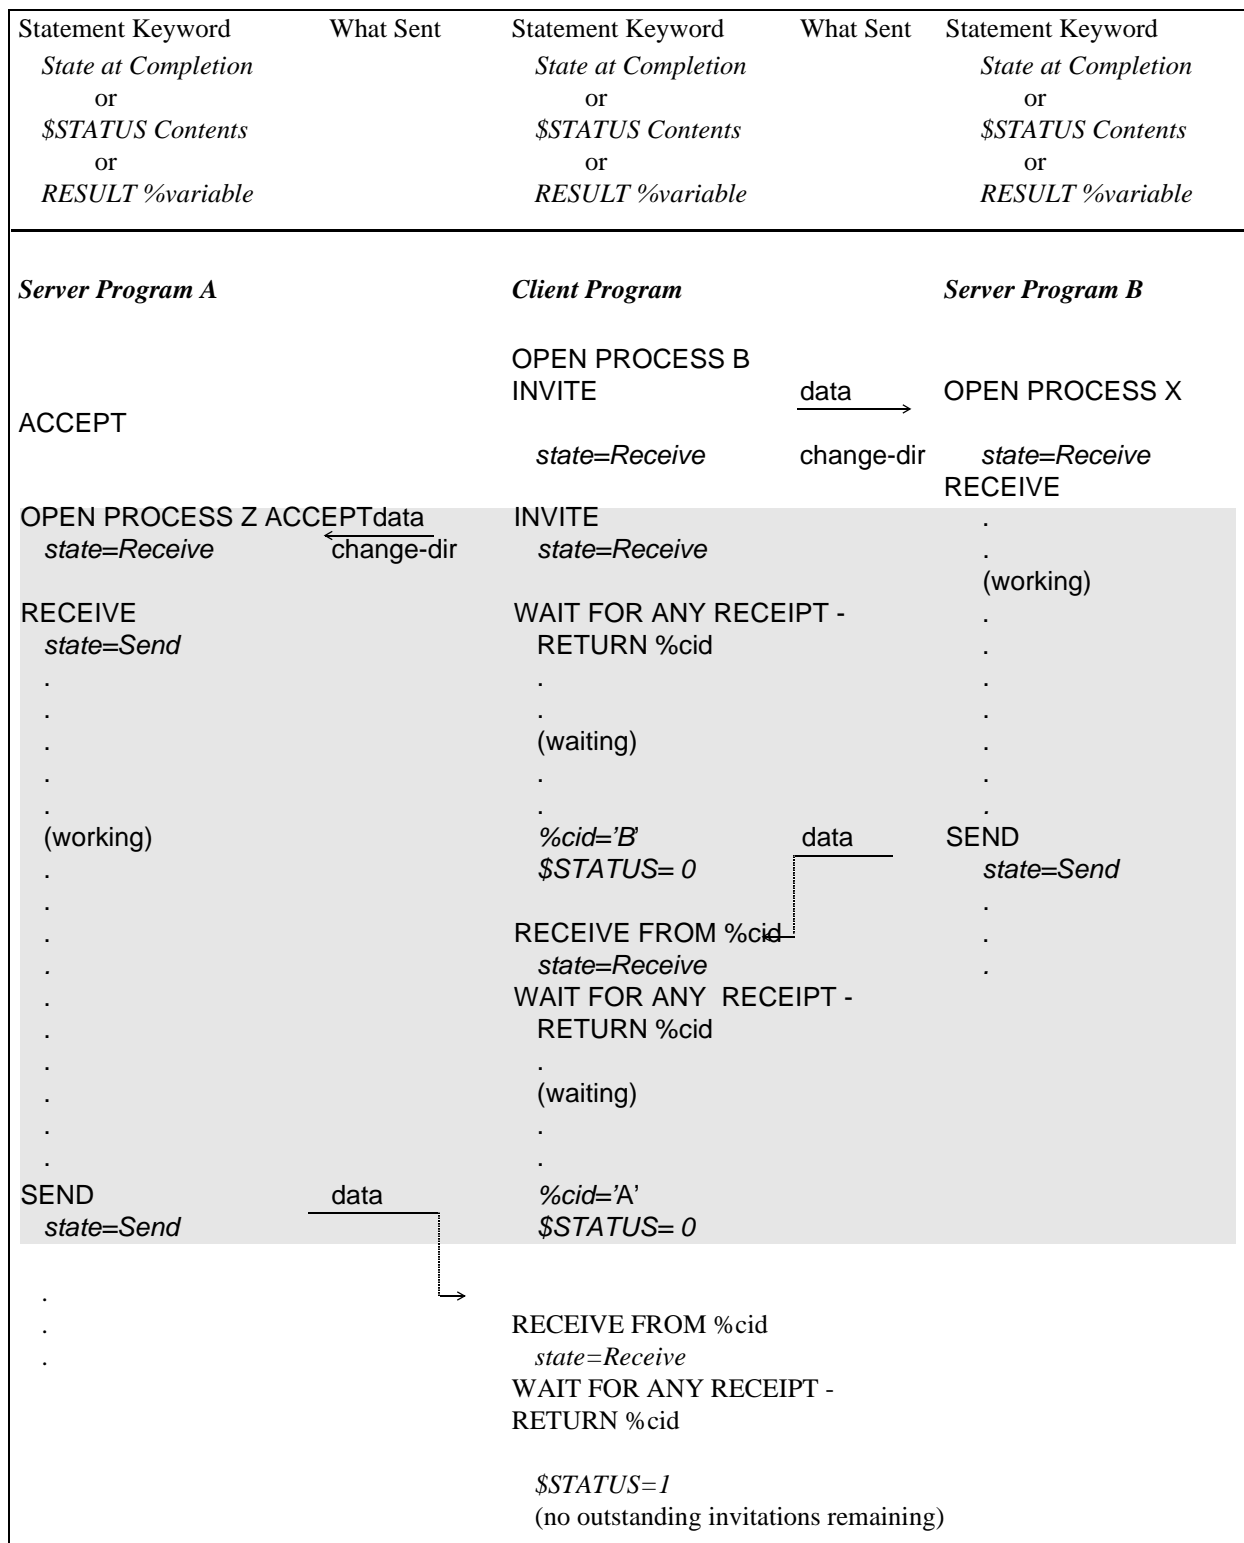 Statement Keyword What Sent Statement Keyword What Sent Statement Keyword
State at Completion State at Completion State at Completion
or or or
$STATUS Contents $STATUS Contents $STATUS Contents
or or or
RESULT %variable RESULT %variable RESULT %variable
Server Program A Client Program Server Program B
OPEN PROCESS B
INVITE data OPEN PROCESS X
ACCEPT
state=Receive change-dir state=Receive
RECEIVE
OPEN PROCESS Z ACCEPTdata INVITE .
state=Receive change-dir state=Receive .
(working)
RECEIVE WAIT FOR ANY RECEIPT - .
state=Send RETURN %cid .
. . .
. . .
. (waiting) .
. . .
. . .
(working) %cid='B' data SEND
. $STATUS= 0 state=Send
. .
. RECEIVE FROM %cid .
. state=Receive .
. WAIT FOR ANY RECEIPT -
. RETURN %cid
. .
. (waiting)
. .
. .
SEND data %cid='A'
state=Send $STATUS= 0
.
. RECEIVE FROM %cid
. state=Receive
WAIT FOR ANY RECEIPT -
RETURN %cid
$STATUS=1
(no outstanding invitations remaining)